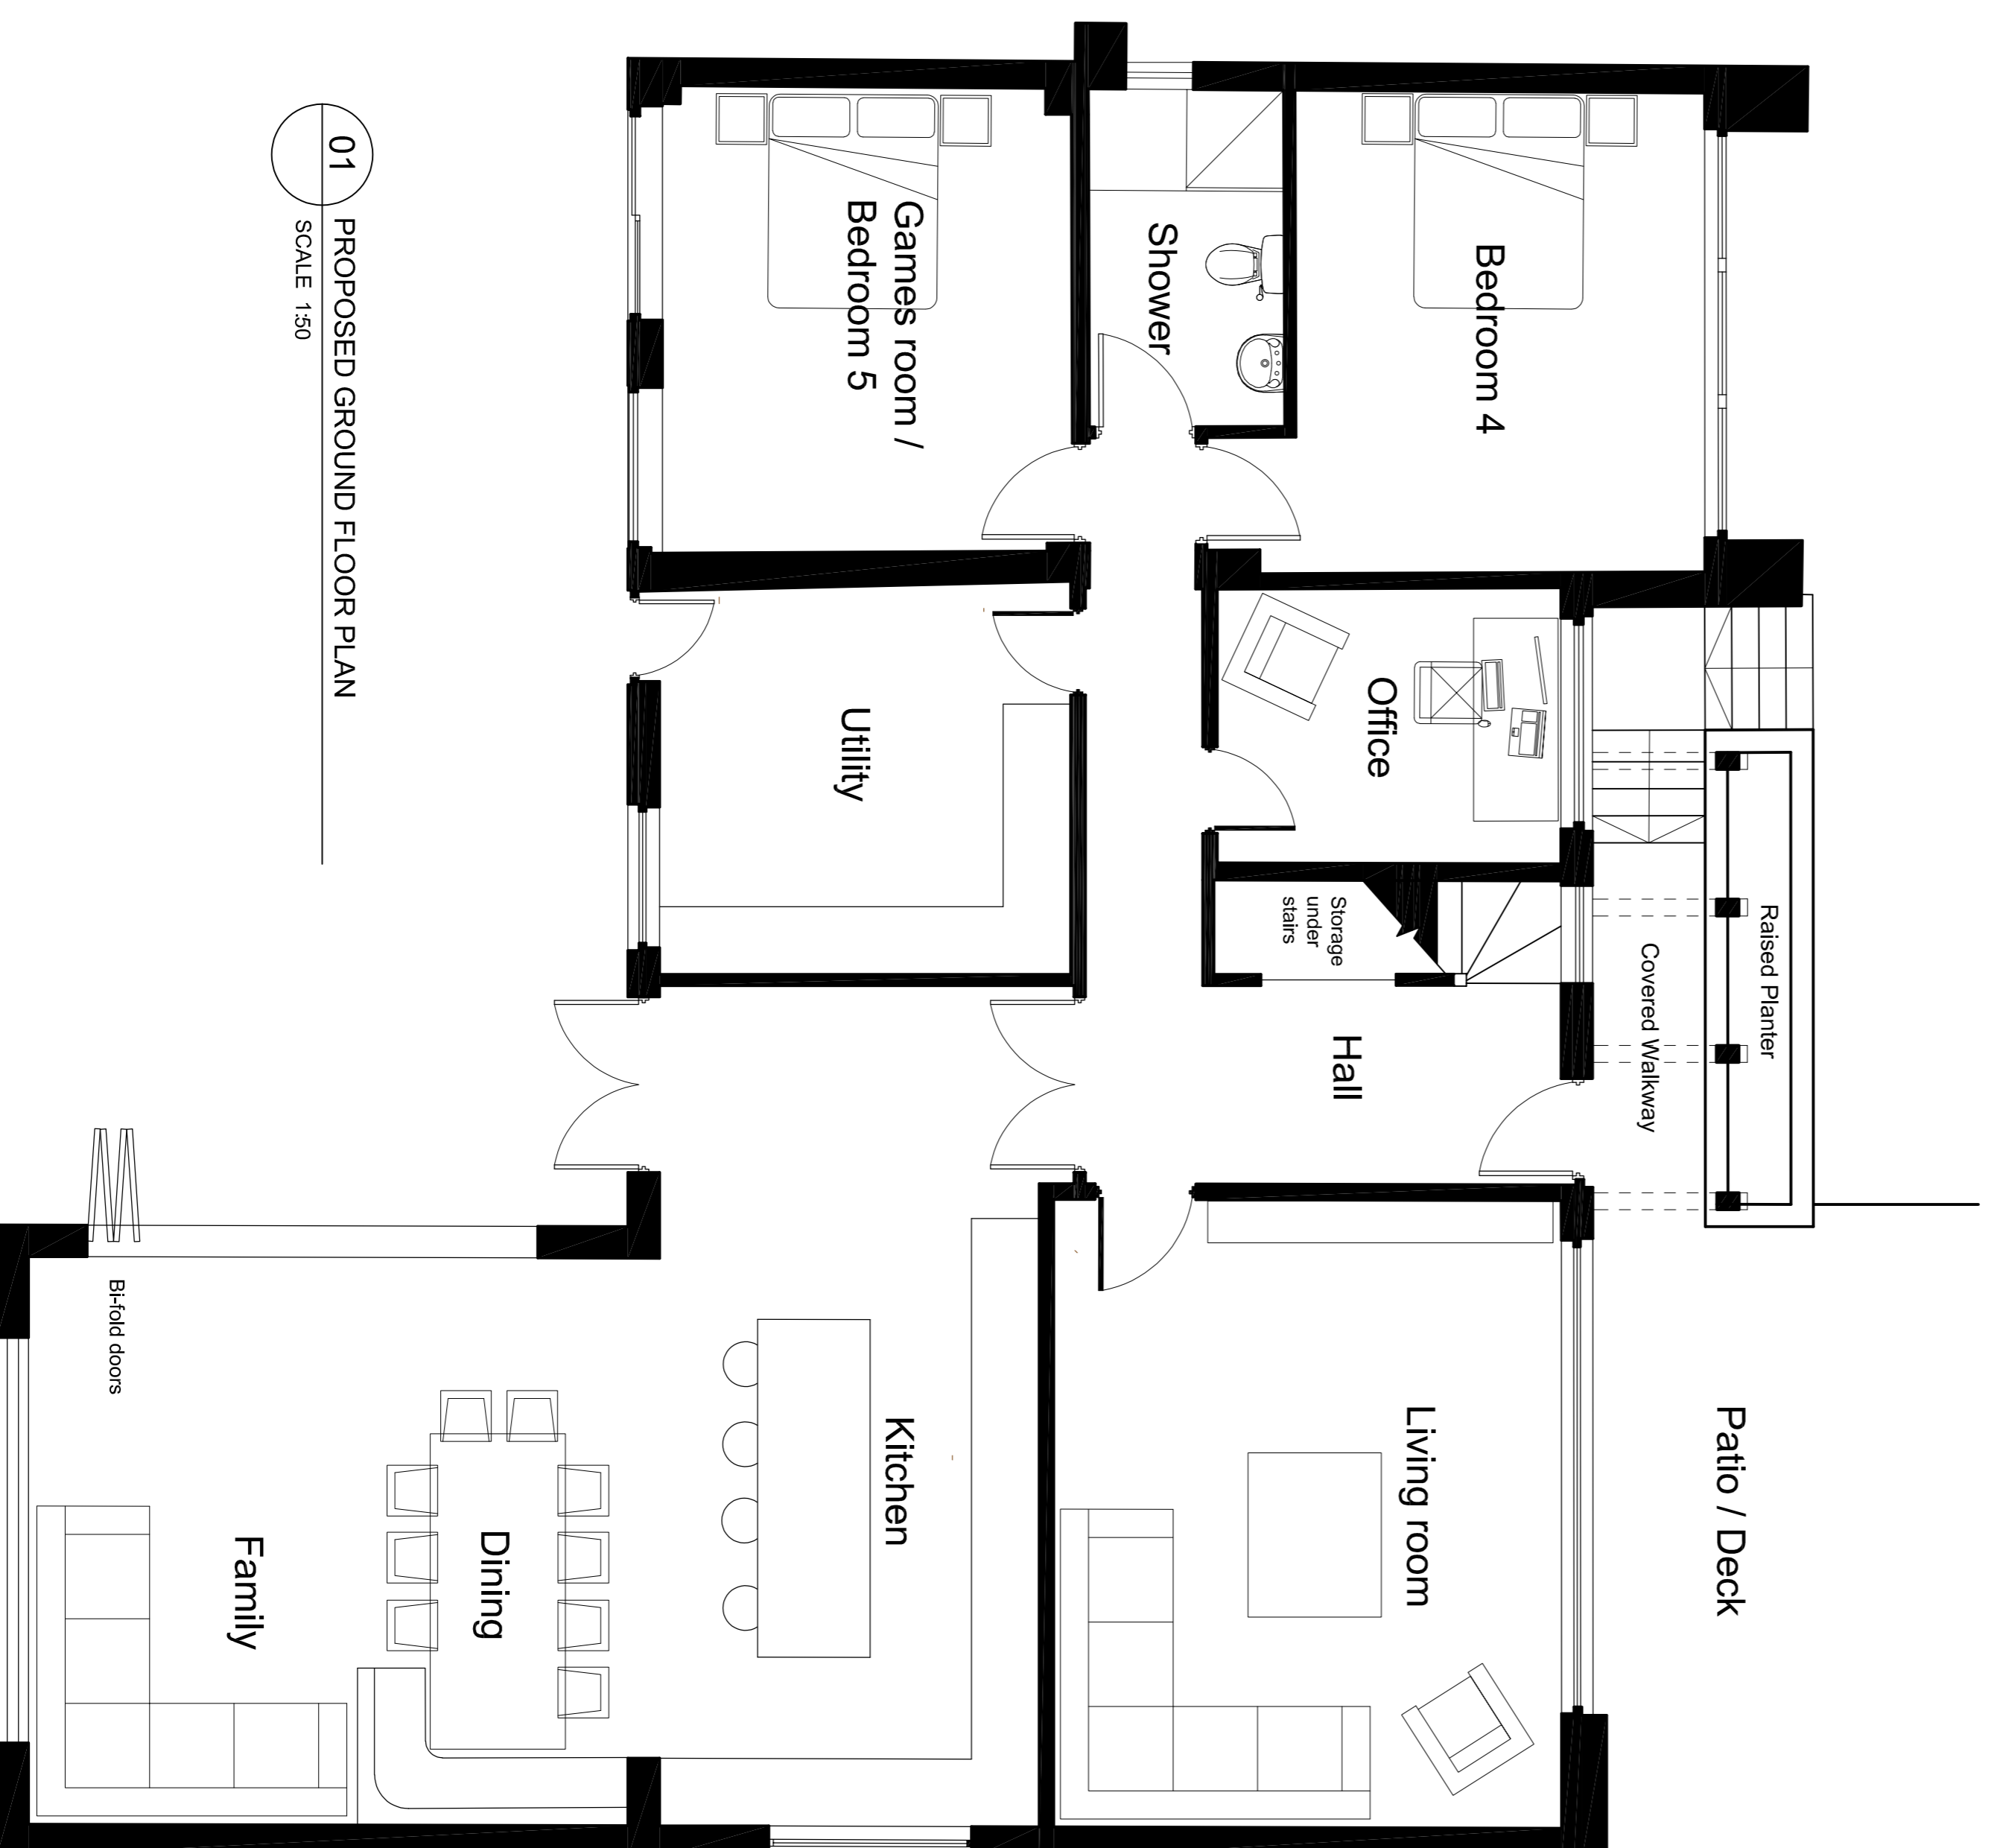 Patio / Deck
Raised Planter
Covered Walkway
Bedroom 4
Office
Storage
under
stairs
Hall
Living room
Shower
Games room /
Bedroom 5
Utility
Kitchen
Dining
Family
Bi-fold doors
01
PROPOSED GROUND FLOOR PLAN
SCALE 1:50